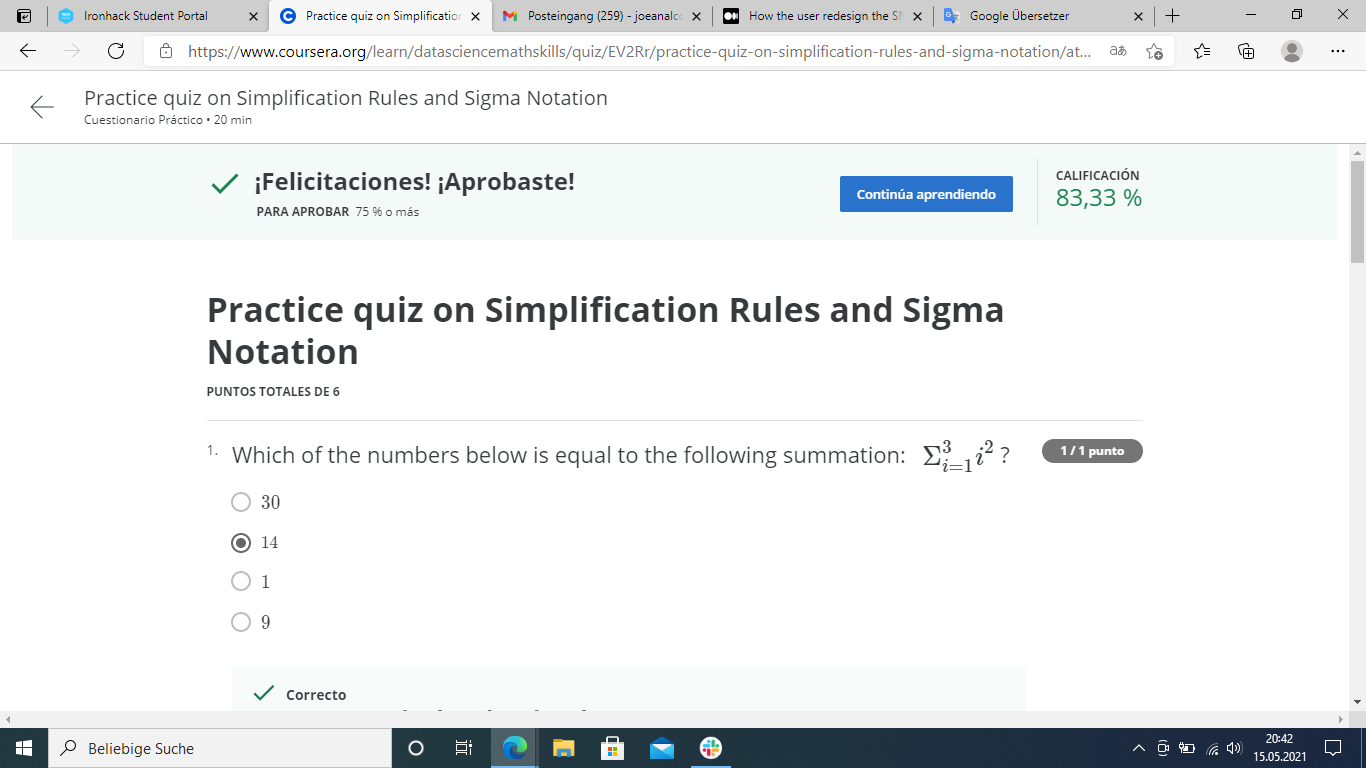 Ironhack Student Portal
Practice quiz on Simplification
Posteingang (259) - joeanalco
How the user redesign the SN
Google Übersetzer
https://www.coursera.org/learn/datasciencemathskills/quiz/EV2Rr/practice-quiz-on-simplification-rules-and-sigma-notation/at...
Practice quiz on Simplification Rules and Sigma Notation
Cuestionario Práctico • 20 min
¡Felicitaciones! ¡Aprobaste!
PARA APROBAR 75 % o más
Continúa aprendiendo
CALIFICACIÓN
83,33 %
Practice quiz on Simplification Rules and Sigma
Notation
PUNTOS TOTALES DE 6
1. Which of the numbers below is equal to the following summation: Σ³ᵢ₌₁ i² ?
1 / 1 punto
30
14
1
9
Correcto
Beliebige Suche
20:42
15.05.2021